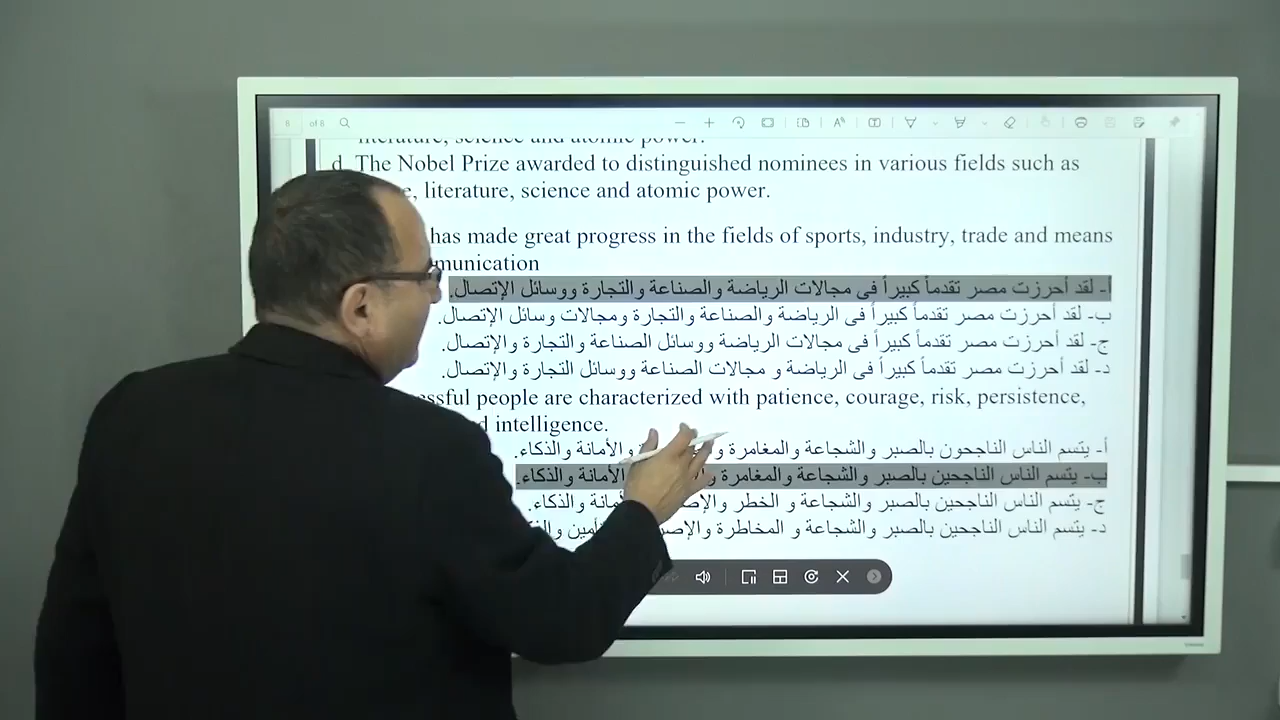 8 of 8
literature, science and atomic power.
d. The Nobel Prize awarded to distinguished nominees in various fields such as
literature, science and atomic power.
has made great progress in the fields of sports, industry, trade and means
munication
أ- لقد أحرزت مصر تقدماً كبيراً فى مجالات الرياضة والصناعة والتجارة ووسائل الإتصال.
ب- لقد أحرزت مصر تقدماً كبيراً فى الرياضة والصناعة والتجارة ومجالات وسائل الإتصال.
ج- لقد أحرزت مصر تقدماً كبيراً فى مجالات الرياضة ووسائل الصناعة والتجارة والإتصال.
د- لقد أحرزت مصر تقدماً كبيراً فى الرياضة و مجالات الصناعة ووسائل التجارة والإتصال.
essful people are characterized with patience, courage, risk, persistence,
d intelligence.
أ- يتسم الناس الناجحون بالصبر والشجاعة والمغامرة والأمانة والذكاء.
ب- يتسم الناس الناجحين بالصبر والشجاعة والمغامرة الأمانة والذكاء.
ج- يتسم الناس الناجحين بالصبر والشجاعة و الخطر والذكاء.
د- يتسم الناس الناجحين بالصبر والشجاعة و المخاطرة